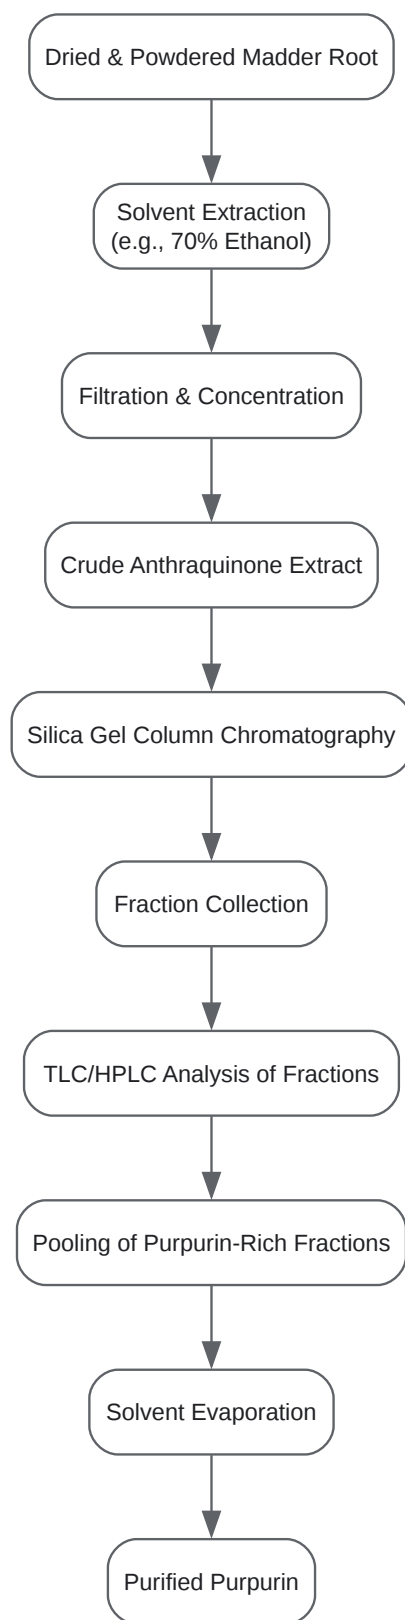 Dried & Powdered Madder Root
Solvent Extraction
(e.g., 70% Ethanol)
Filtration & Concentration
Crude Anthraquinone Extract
Silica Gel Column Chromatography
Fraction Collection
TLC/HPLC Analysis of Fractions
Pooling of Purpurin-Rich Fractions
Solvent Evaporation
Purified Purpurin